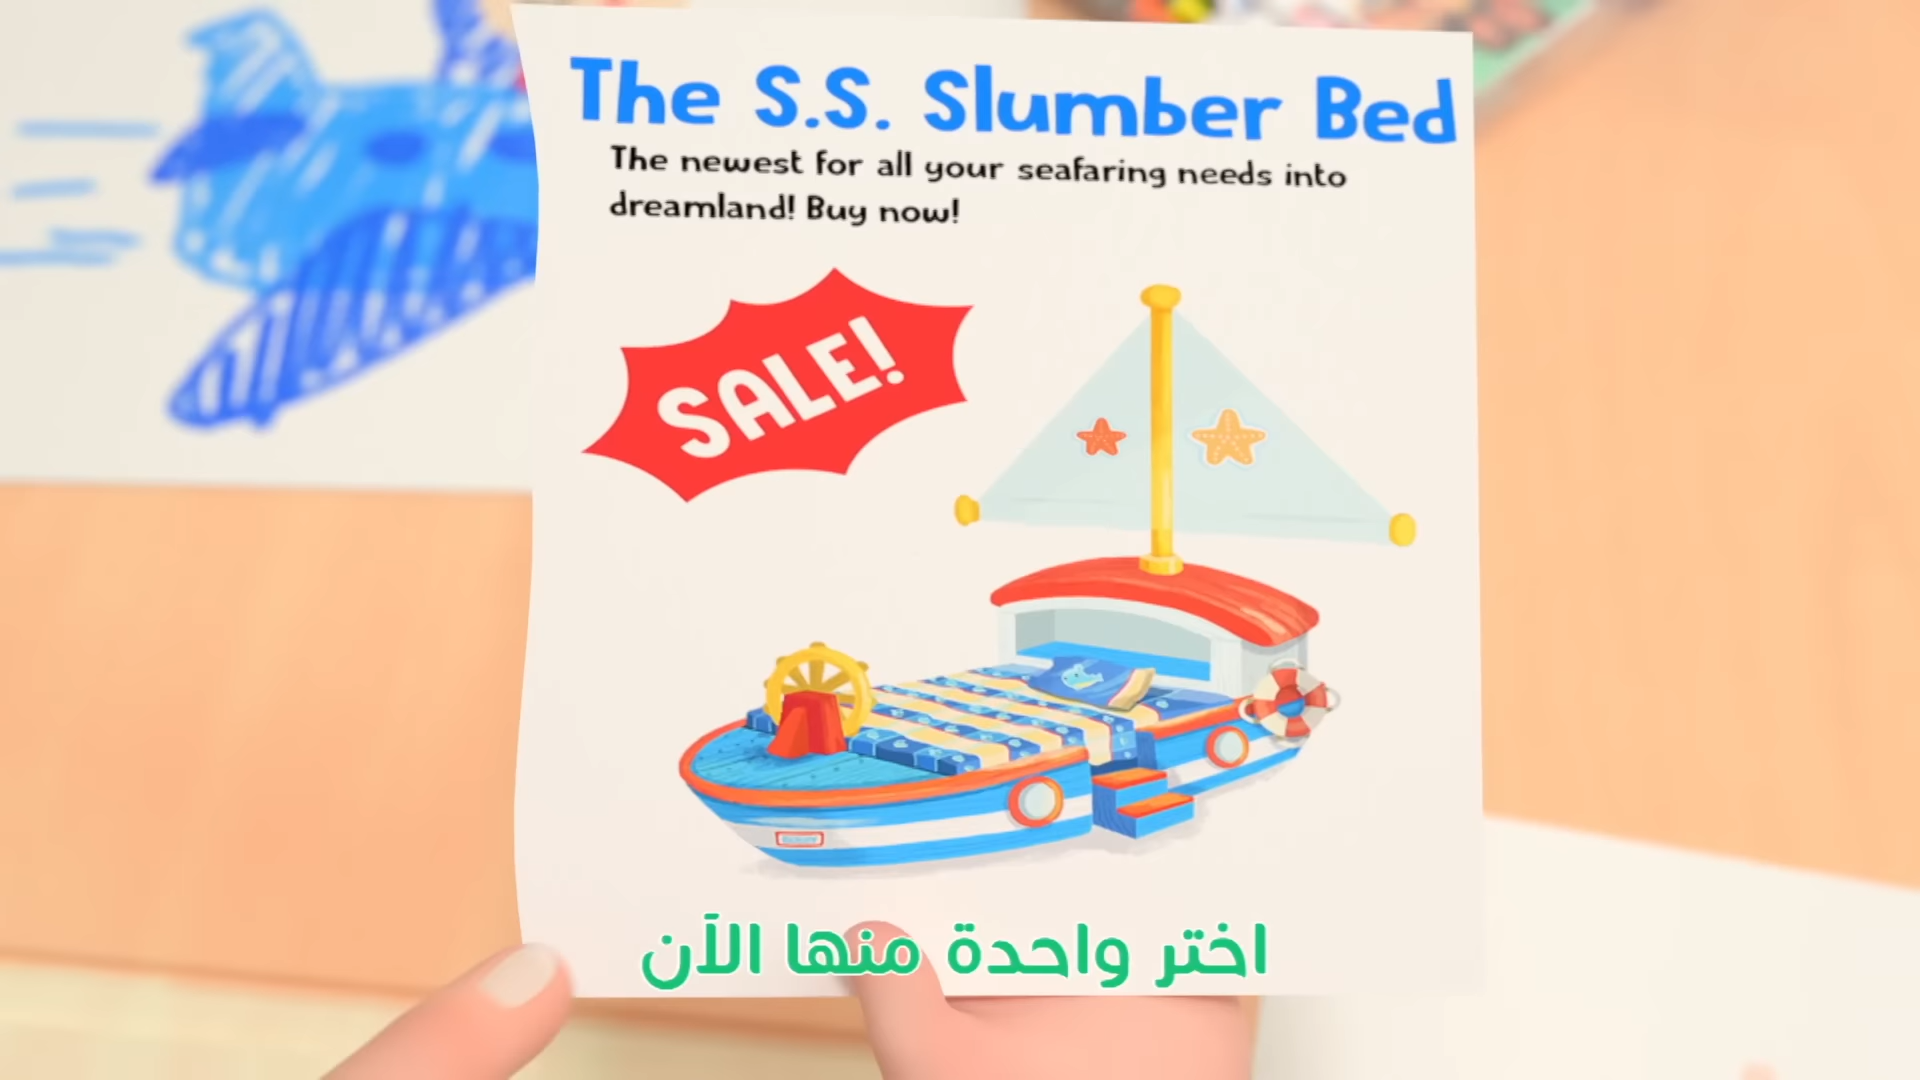 The S.S. Slumber Bed
The newest for all your seafaring needs into
dreamland! Buy now!
SALE!
اختر واحدة منها الآن